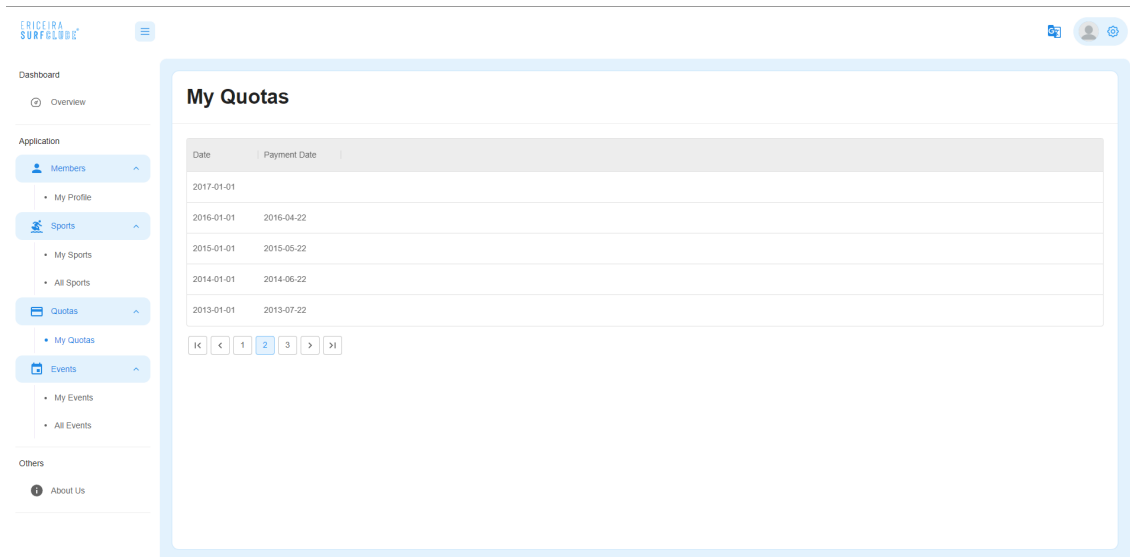 ERICEIRA
SURFCLUBE
Dashboard
Overview
Application
Members
My Profile
Sports
My Sports
All Sports
Quotas
My Quotas
Events
My Events
All Events
Others
About Us
My Quotas
Date Payment Date
2017-01-01
2016-01-01 2016-04-22
2015-01-01 2015-05-22
2014-01-01 2014-06-22
2013-01-01 2013-07-22
1 2 3